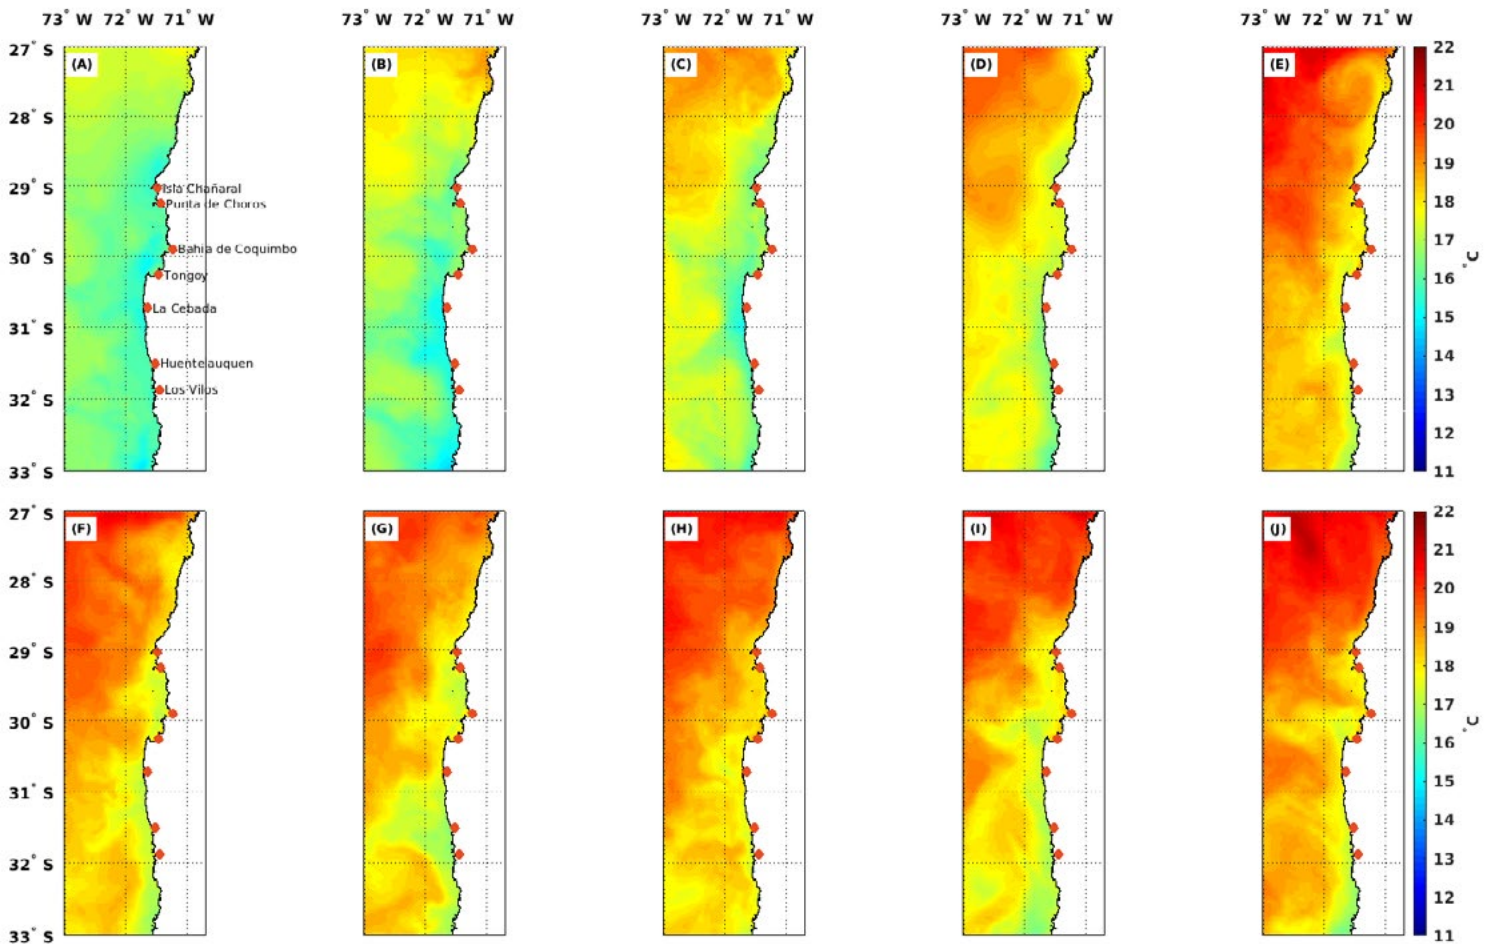 73° W 72° W 71° W 73° W 72° W 71° W 73° W 72° W 71° W 73° W 72° W 71° W 73° W 72° W 71° W
27° S (A) (B) (C) (D) (E) 22
21
28° S 20
19
29° S Isla Chañaral 18
Punta de Choros
17
Bahia de Coquimbo
30° S °C
Tongoy 16
La Cebada 15
31° S
14
Huentelauquen
13
Los Vilos
32° S
12
33° S 11
27° S (F) (G) (H) (I) (J) 22
21
28° S 20
19
29° S 18
17
30° S °C
16
31° S 15
14
32° S 13
12
33° S 11